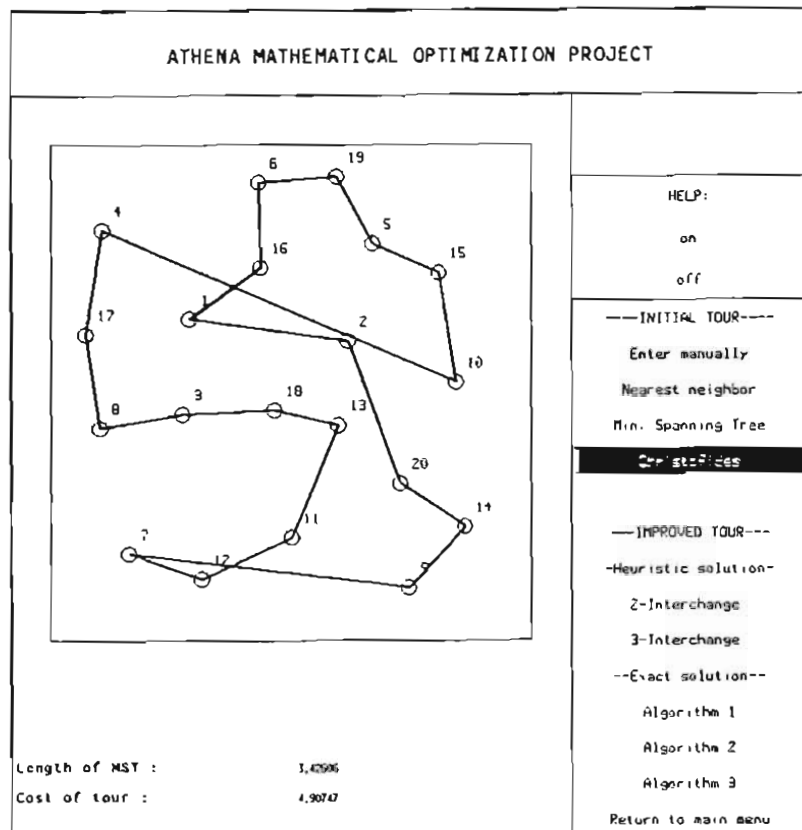 ATHENA MATHEMATICAL OPTIMIZATION PROJECT
6
19
4
5
16
15
1
17
2
10
8
3
18
13
20
14
11
7
12
9
HELP:
on
off
----INITIAL TOUR----
Enter manually
Nearest neighbor
Min. Spanning Tree
Christofides
----IMPROVED TOUR---
-Heuristic solution-
2-Interchange
3-Interchange
--Exact solution--
Algorithm 1
Algorithm 2
Algorithm 3
Return to main menu
Length of MST :
Cost of tour : 4.90747